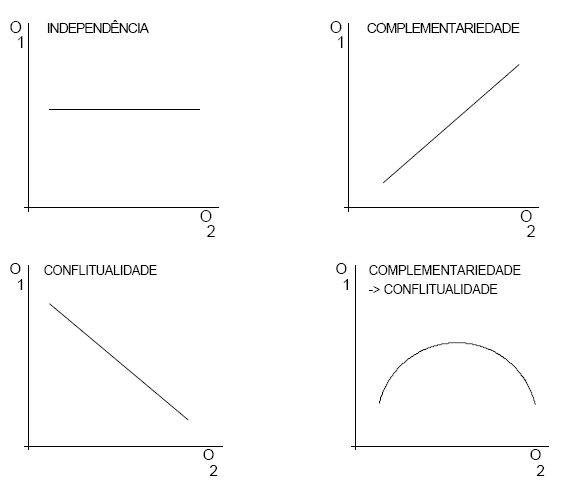 O
1
INDEPENDÊNCIA
O
2
O
1
COMPLEMENTARIEDADE
O
2
O
1
CONFLITUALIDADE
O
2
O
1
COMPLEMENTARIEDADE
-> CONFLITUALIDADE
O
2